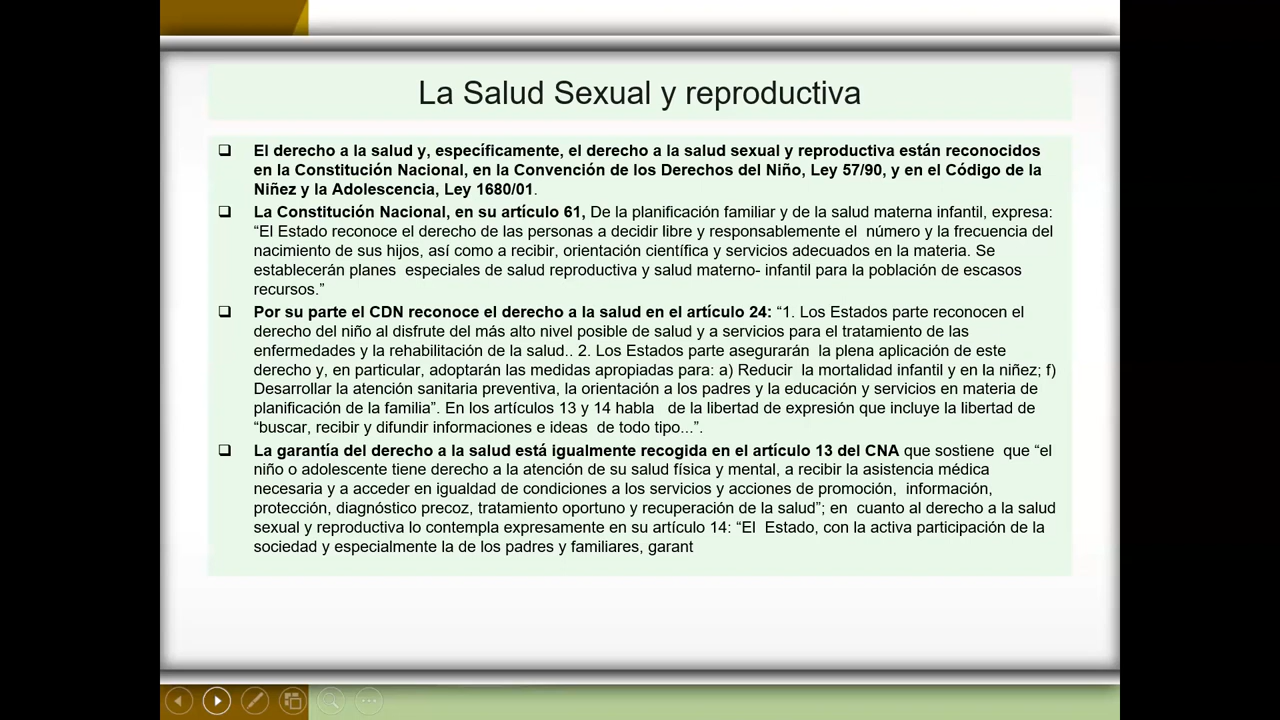 La Salud Sexual y reproductiva
❑ El derecho a la salud y, específicamente, el derecho a la salud sexual y reproductiva están reconocidos
en la Constitución Nacional, en la Convención de los Derechos del Niño, Ley 57/90, y en el Código de la
Niñez y la Adolescencia, Ley 1680/01.
❑ La Constitución Nacional, en su artículo 61, De la planificación familiar y de la salud materna infantil, expresa:
“El Estado reconoce el derecho de las personas a decidir libre y responsablemente el número y la frecuencia del
nacimiento de sus hijos, así como a recibir, orientación científica y servicios adecuados en la materia. Se
establecerán planes especiales de salud reproductiva y salud materno- infantil para la población de escasos
recursos.”
❑ Por su parte el CDN reconoce el derecho a la salud en el artículo 24: “1. Los Estados parte reconocen el
derecho del niño al disfrute del más alto nivel posible de salud y a servicios para el tratamiento de las
enfermedades y la rehabilitación de la salud.. 2. Los Estados parte asegurarán la plena aplicación de este
derecho y, en particular, adoptarán las medidas apropiadas para: a) Reducir la mortalidad infantil y en la niñez; f)
Desarrollar la atención sanitaria preventiva, la orientación a los padres y la educación y servicios en materia de
planificación de la familia”. En los artículos 13 y 14 habla de la libertad de expresión que incluye la libertad de
“buscar, recibir y difundir informaciones e ideas de todo tipo...”.
❑ La garantía del derecho a la salud está igualmente recogida en el artículo 13 del CNA que sostiene que “el
niño o adolescente tiene derecho a la atención de su salud física y mental, a recibir la asistencia médica
necesaria y a acceder en igualdad de condiciones a los servicios y acciones de promoción, información,
protección, diagnóstico precoz, tratamiento oportuno y recuperación de la salud”; en cuanto al derecho a la salud
sexual y reproductiva lo contempla expresamente en su artículo 14: “El Estado, con la activa participación de la
sociedad y especialmente la de los padres y familiares, garant